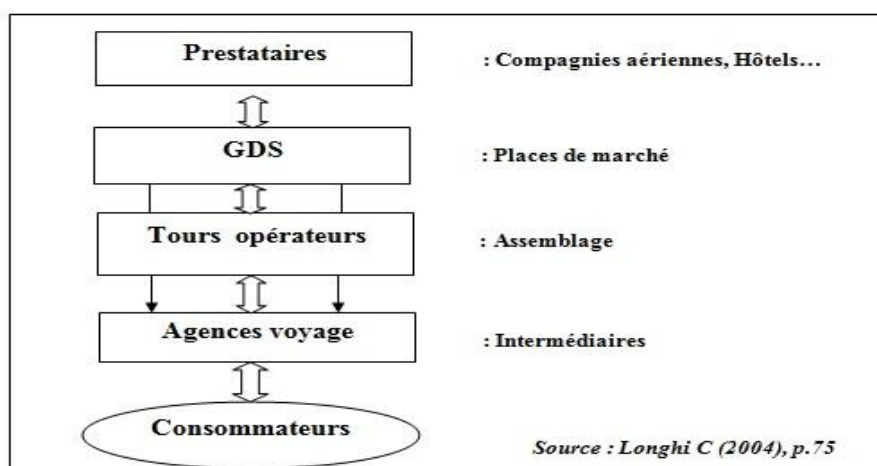 Prestataires : Compagnies aériennes, Hôtels…
GDS : Places de marché
Tours opérateurs : Assemblage
Agences voyage : Intermédiaires
Consommateurs
Source : Longhi C (2004), p.75